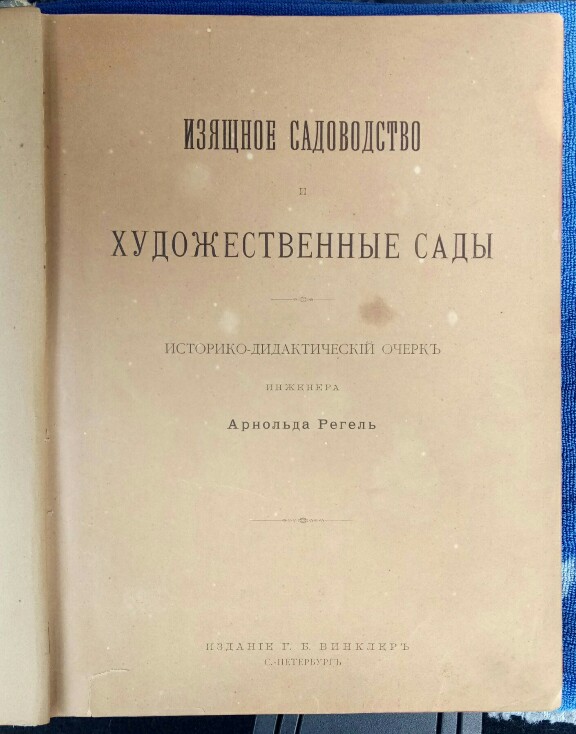 ИЗЯЩНОЕ САДОВОДСТВО
И
ХУДОЖЕСТВЕННЫЕ САДЫ
ИСТОРИКО-ДИДАКТИЧЕСКІЙ ОЧЕРКЪ
ИНЖЕНЕРА
Арнольда Регель
ИЗДАНІЕ Г. Б. ВИНКЛЕРЪ
С.-ПЕТЕРБУРГЪ